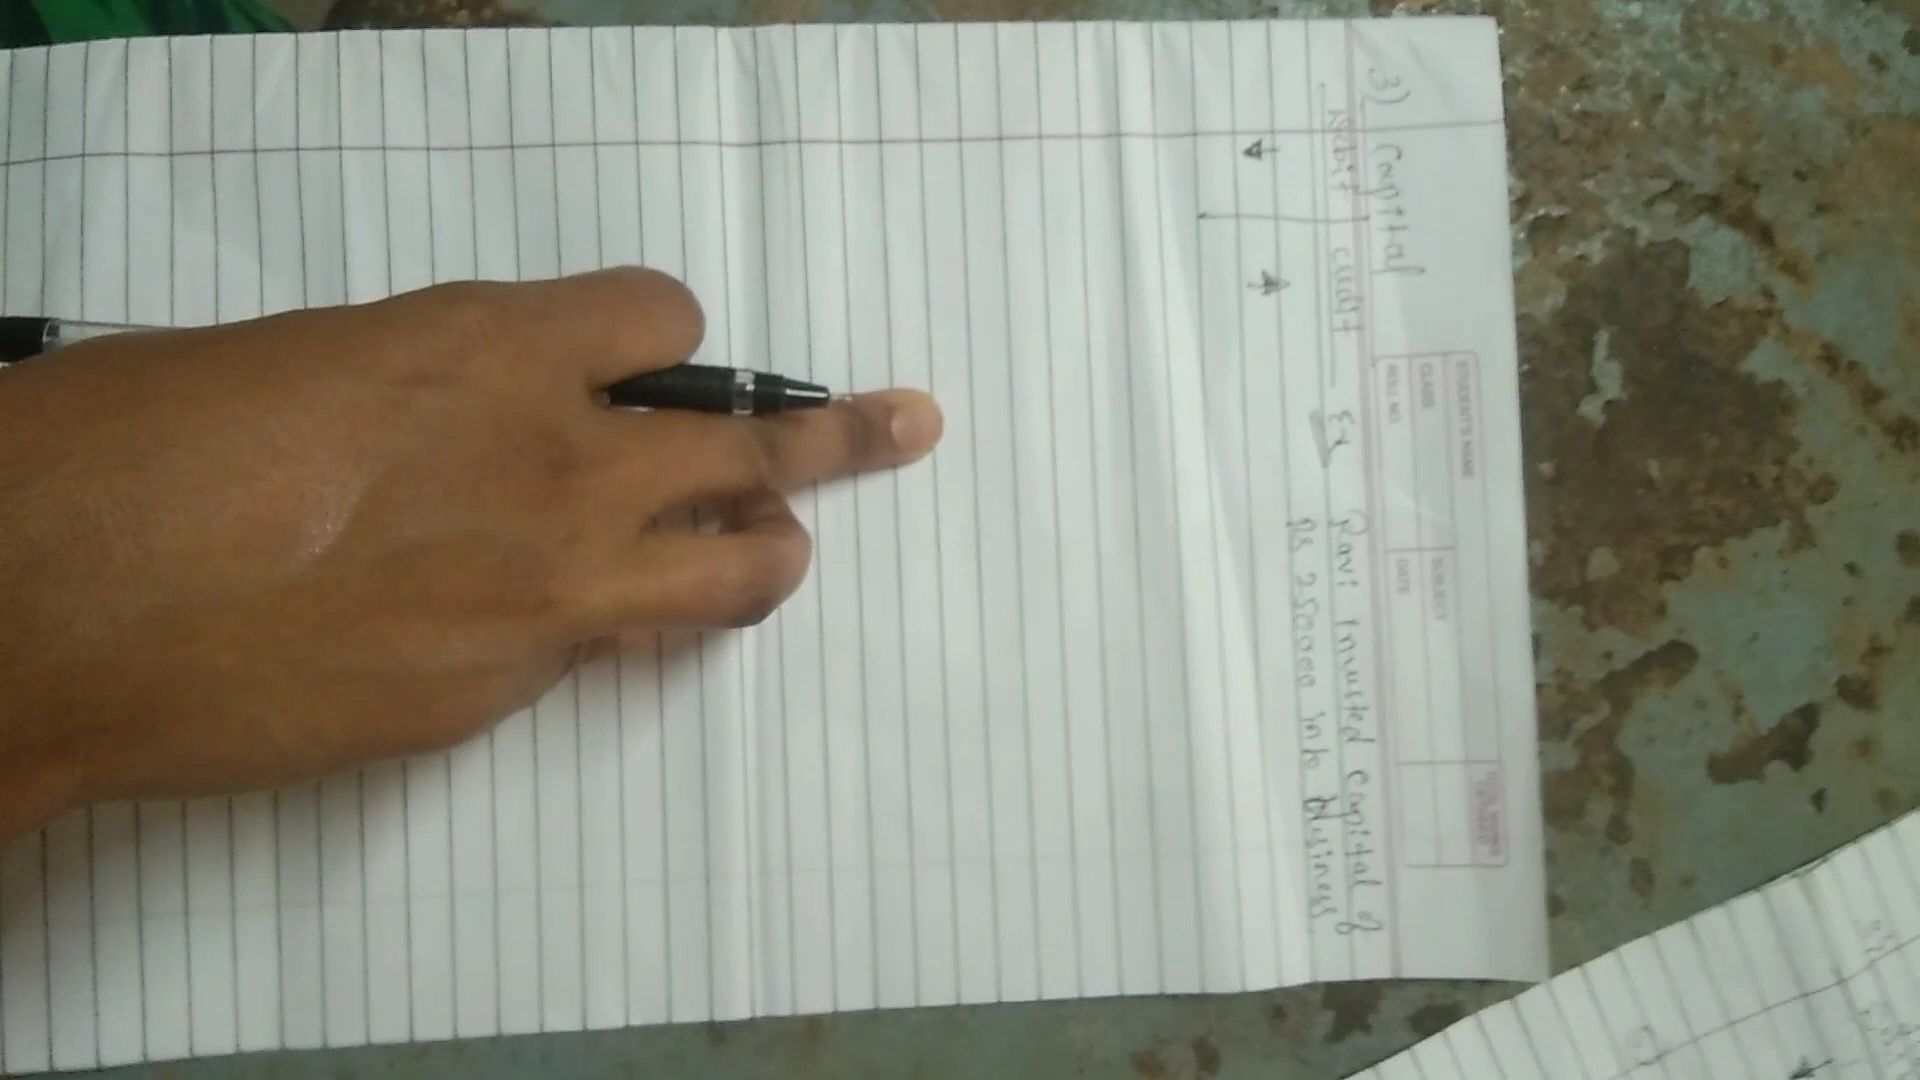 STUDENT'S NAME
CLASS
SUBJECT
ROLL NO.
DATE
3) Capital
Debit credit Ex Ravi Invested capital of
Rs 250000 into business.